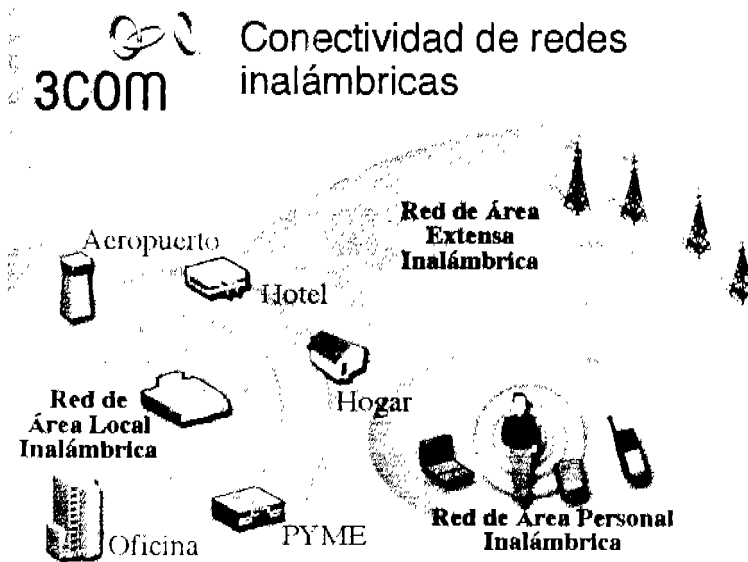 3COM
Conectividad de redes
inalámbricas
Red de Área
Extensa
Inalámbrica
Aeropuerto
Hotel
Hogar
Red de
Área Local
Inalámbrica
Oficina
PYME
Red de Área Personal
Inalámbrica